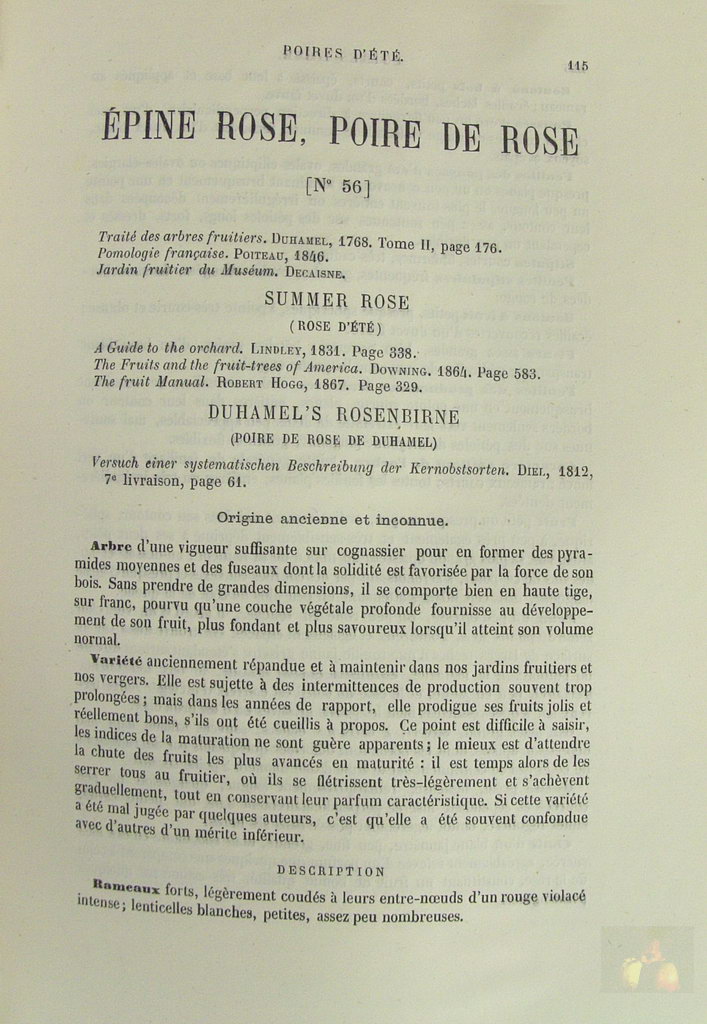 POIRES D'ÉTÉ.
115
ÉPINE ROSE, POIRE DE ROSE
[N° 56]
Traité des arbres fruitiers. DUHAMEL, 1768. Tome II, page 176.
Pomologie française. POITEAU, 1846.
Jardin fruitier du Muséum. DECAISNE.
SUMMER ROSE
(ROSE D'ÉTÉ)
A Guide to the orchard. LINDLEY, 1831. Page 338.
The Fruits and the fruit-trees of America. DOWNING. 1864. Page 583.
The fruit Manual. ROBERT HOGG, 1867. Page 329.
DUHAMEL'S ROSENBIRNE
(POIRE DE ROSE DE DUHAMEL)
Versuch einer systematischen Beschreibung der Kernobstsorten. DIEL, 1812,
7e livraison, page 61.
Origine ancienne et inconnue.
Arbre d'une vigueur suffisante sur cognassier pour en former des pyra-
mides moyennes et des fuseaux dont la solidité est favorisée par la force de son
bois. Sans prendre de grandes dimensions, il se comporte bien en haute tige,
sur franc, pourvu qu'une couche végétale profonde fournisse au développe-
ment de son fruit, plus fondant et plus savoureux lorsqu'il atteint son volume
normal.
Variété anciennement répandue et à maintenir dans nos jardins fruitiers et
nos vergers. Elle est sujette à des intermittences de production souvent trop
prolongées ; mais dans les années de rapport, elle prodigue ses fruits jolis et
réellement bons, s'ils ont été cueillis à propos. Ce point est difficile à saisir,
les indices de la maturation ne sont guère apparents ; le mieux est d'attendre
la chute des fruits les plus avancés en maturité : il est temps alors de les
serrer tous au fruitier, où ils se flétrissent très-légèrement et s'achèvent
graduellement, tout en conservant leur parfum caractéristique. Si cette variété
a été mal jugée par quelques auteurs, c'est qu'elle a été souvent confondue
avec d'autres d'un mérite inférieur.
DESCRIPTION
Rameaux forts, légèrement coudés à leurs entre-nœuds d'un rouge violacé
intense ; lenticelles blanches, petites, assez peu nombreuses.